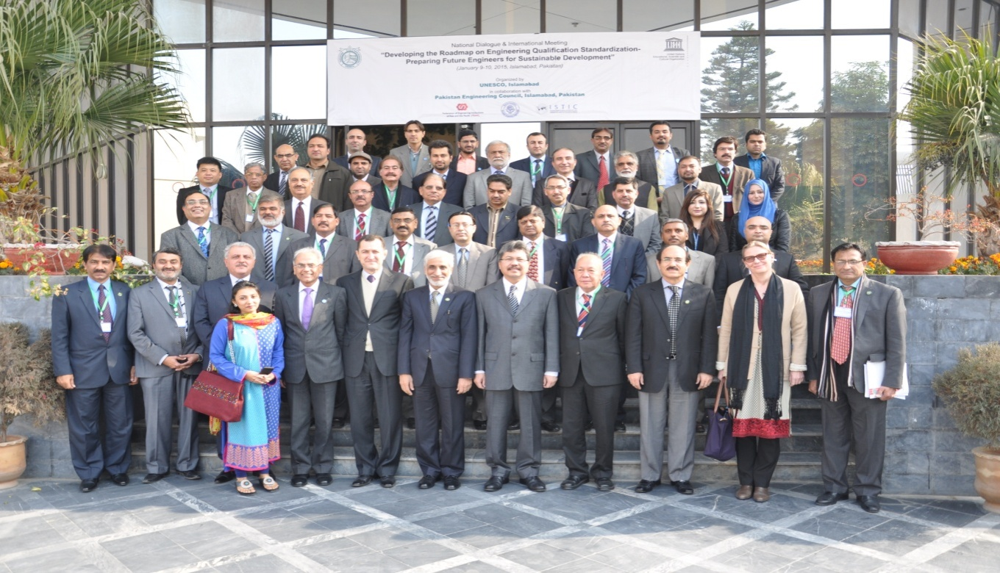 National Dialogue & International Meeting
"Developing the Roadmap on Engineering Qualification Standardization-
Preparing Future Engineers for Sustainable Development"
(January 9-10, 2015, Islamabad, Pakistan)
Organized by
UNESCO, Islamabad
in collaboration with
Pakistan Engineering Council, Islamabad, Pakistan
ISTIC